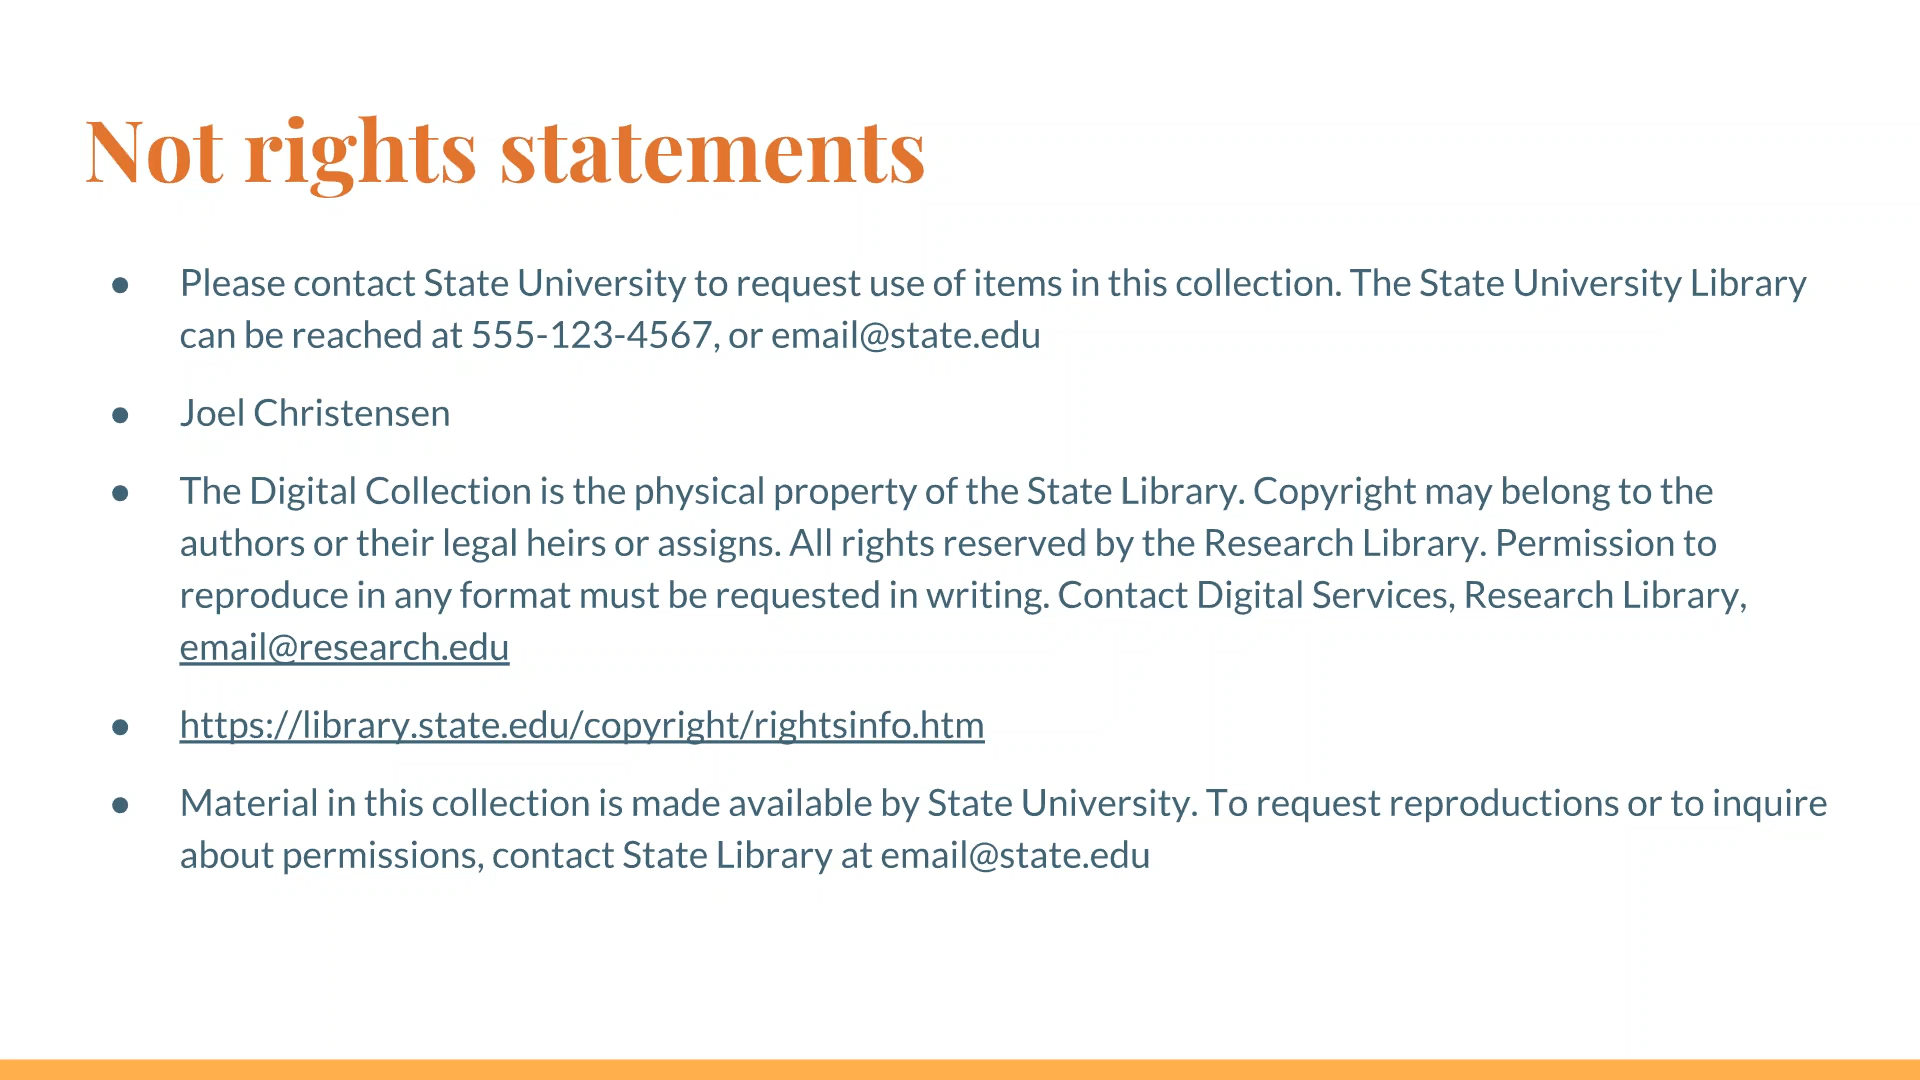 Not rights statements
● Please contact State University to request use of items in this collection. The State University Library
can be reached at 555-123-4567, or email@state.edu
● Joel Christensen
● The Digital Collection is the physical property of the State Library. Copyright may belong to the
authors or their legal heirs or assigns. All rights reserved by the Research Library. Permission to
reproduce in any format must be requested in writing. Contact Digital Services, Research Library,
email@research.edu
● https://library.state.edu/copyright/rightsinfo.htm
● Material in this collection is made available by State University. To request reproductions or to inquire
about permissions, contact State Library at email@state.edu